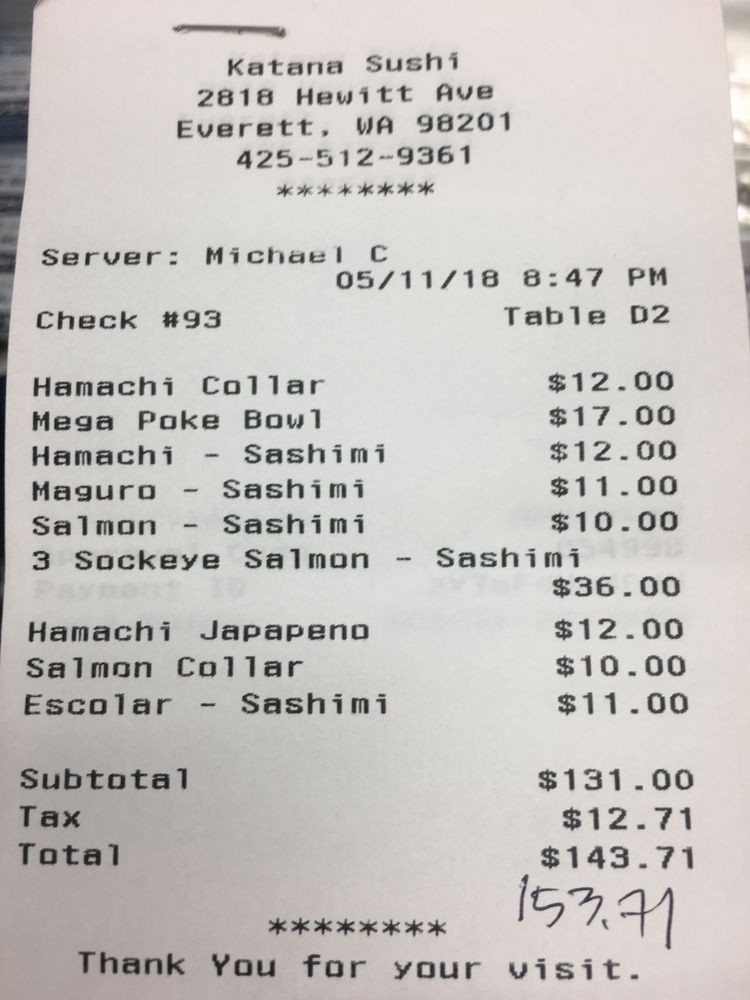 Katana Sushi
2818 Hewitt Ave
Everett, WA 98201
425-512-9361
********
Server: Michael C
05/11/18 8:47 PM
Check #93 Table D2
Hamachi Collar $12.00
Mega Poke Bowl $17.00
Hamachi - Sashimi $12.00
Maguro - Sashimi $11.00
Salmon - Sashimi $10.00
3 Sockeye Salmon - Sashimi
$36.00
Hamachi Japapeno $12.00
Salmon Collar $10.00
Escolar - Sashimi $11.00
Subtotal $131.00
Tax $12.71
Total $143.71
153.71
********
Thank You for your visit.